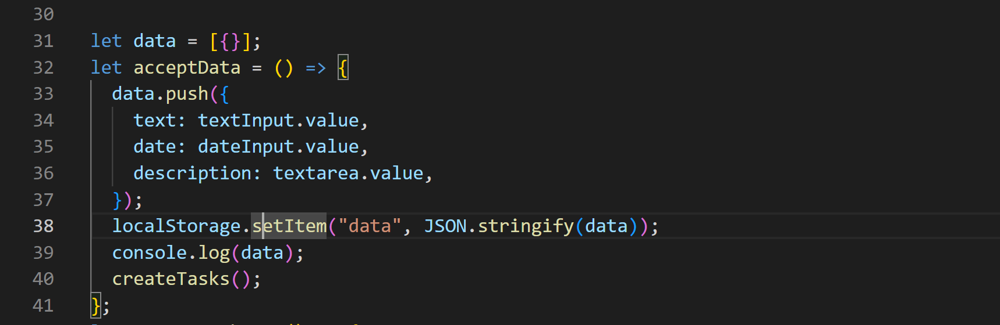 30
31 let data = [{}];
32 let acceptData = () => {
33 data.push({
34 text: textInput.value,
35 date: dateInput.value,
36 description: textarea.value,
37 });
38 localStorage.setItem("data", JSON.stringify(data));
39 console.log(data);
40 createTasks();
41 };